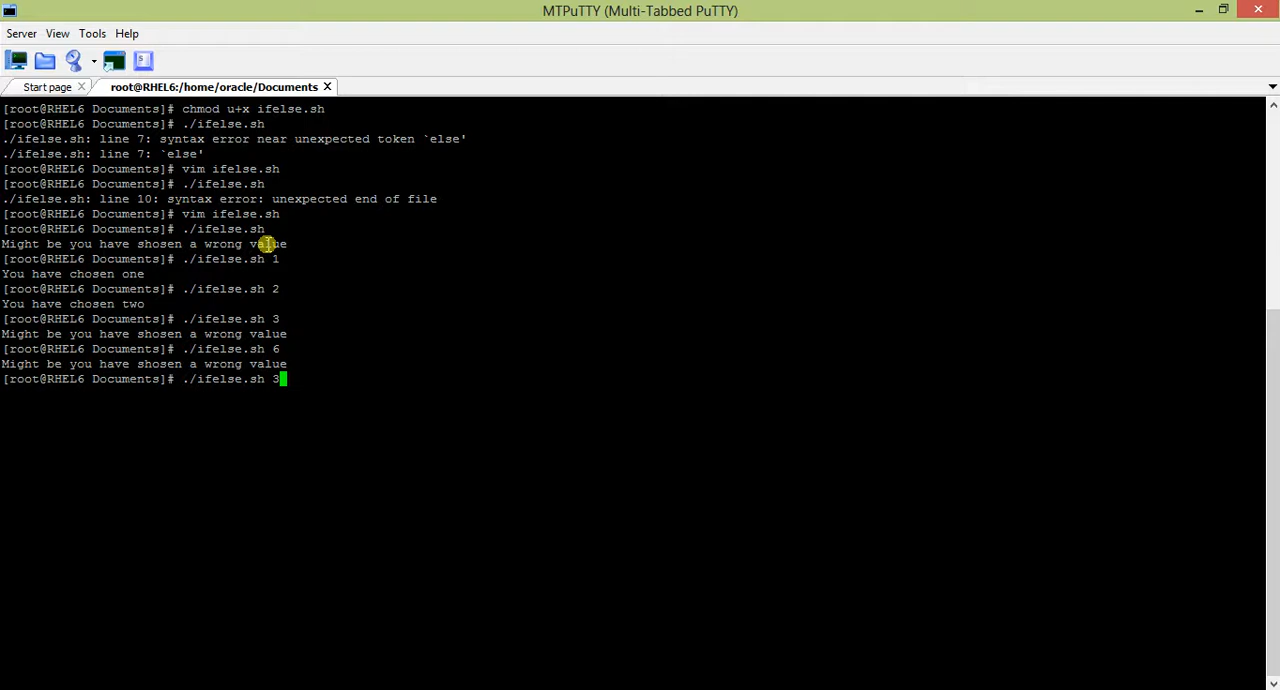 MTPuTTY (Multi-Tabbed PuTTY)
Server View Tools Help
Start page root@RHEL6:/home/oracle/Documents
[root@RHEL6 Documents]# chmod u+x ifelse.sh
[root@RHEL6 Documents]# ./ifelse.sh
./ifelse.sh: line 7: syntax error near unexpected token `else'
./ifelse.sh: line 7: `else'
[root@RHEL6 Documents]# vim ifelse.sh
[root@RHEL6 Documents]# ./ifelse.sh
./ifelse.sh: line 10: syntax error: unexpected end of file
[root@RHEL6 Documents]# vim ifelse.sh
[root@RHEL6 Documents]# ./ifelse.sh
Might be you have shosen a wrong value
[root@RHEL6 Documents]# ./ifelse.sh 1
You have chosen one
[root@RHEL6 Documents]# ./ifelse.sh 2
You have chosen two
[root@RHEL6 Documents]# ./ifelse.sh 3
Might be you have shosen a wrong value
[root@RHEL6 Documents]# ./ifelse.sh 6
Might be you have shosen a wrong value
[root@RHEL6 Documents]# ./ifelse.sh 3